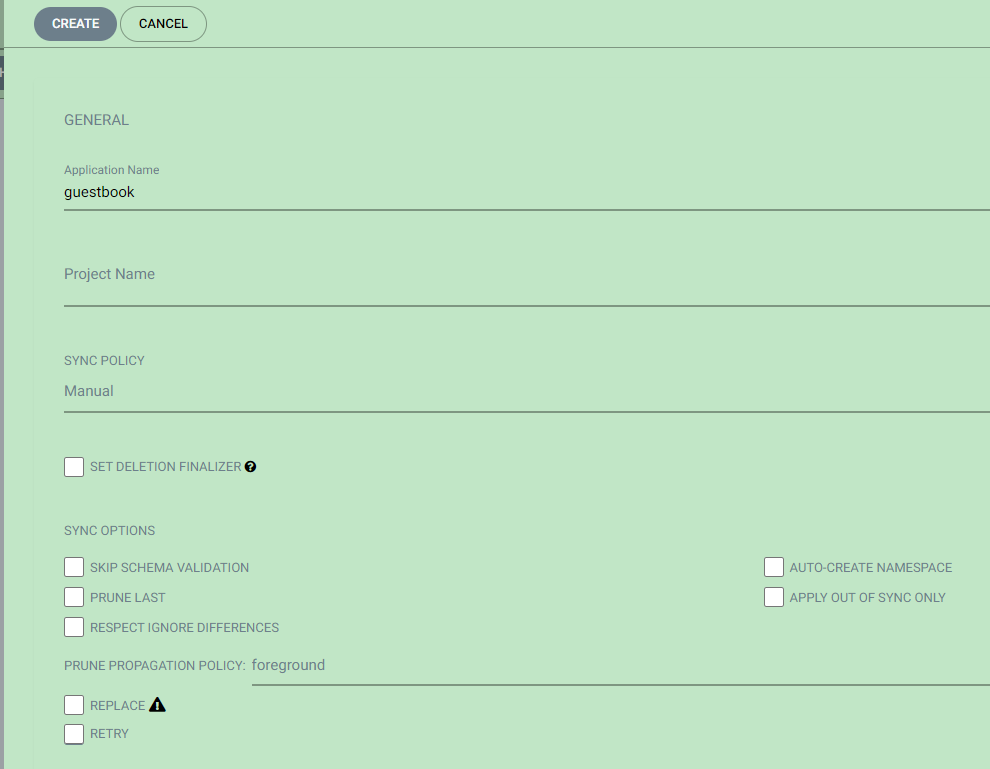 CREATE CANCEL
GENERAL
Application Name
guestbook
Project Name
SYNC POLICY
Manual
SET DELETION FINALIZER
SYNC OPTIONS
SKIP SCHEMA VALIDATION AUTO-CREATE NAMESPACE
PRUNE LAST APPLY OUT OF SYNC ONLY
RESPECT IGNORE DIFFERENCES
PRUNE PROPAGATION POLICY: foreground
REPLACE
RETRY